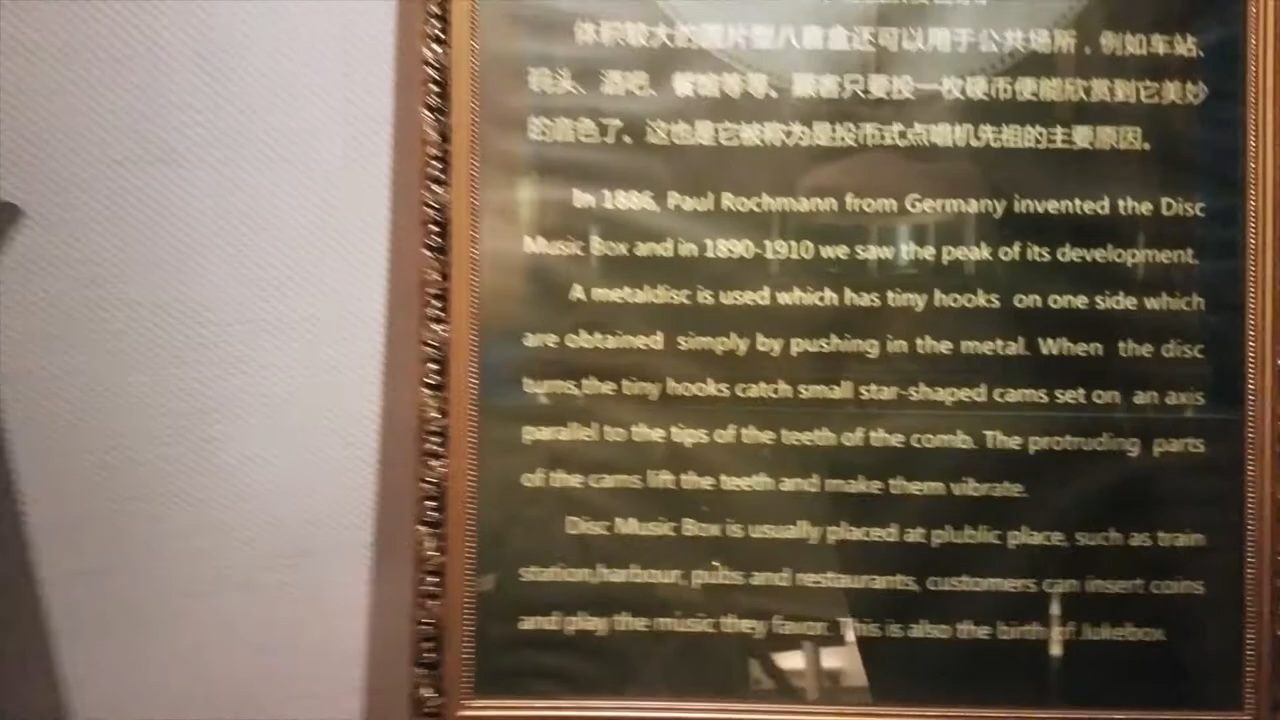 体积较大的圆片型八音盒还可以用于公共场所，例如车站、
码头、酒吧、餐馆等等、顾客只要投一枚硬币便能欣赏到它美妙
的音色了、这也是它被称为是投币式点唱机先祖的主要原因。
In 1886, Paul Rochmann from Germany invented the Disc
Music Box and in 1890-1910 we saw the peak of its development.
A metaldisc is used which has tiny hooks on one side which
are obtained simply by pushing in the metal. When the disc
turns,the tiny hooks catch small star-shaped cams set on an axis
parallel to the tips of the teeth of the comb. The protruding parts
of the cams lift the teeth and make them vibrate.
Disc Music Box is usually placed at plublic place, such as train
station,harbour, pubs and restaurants, customers can insert coins
and play the music they favor. This is also the birth of Jukebox